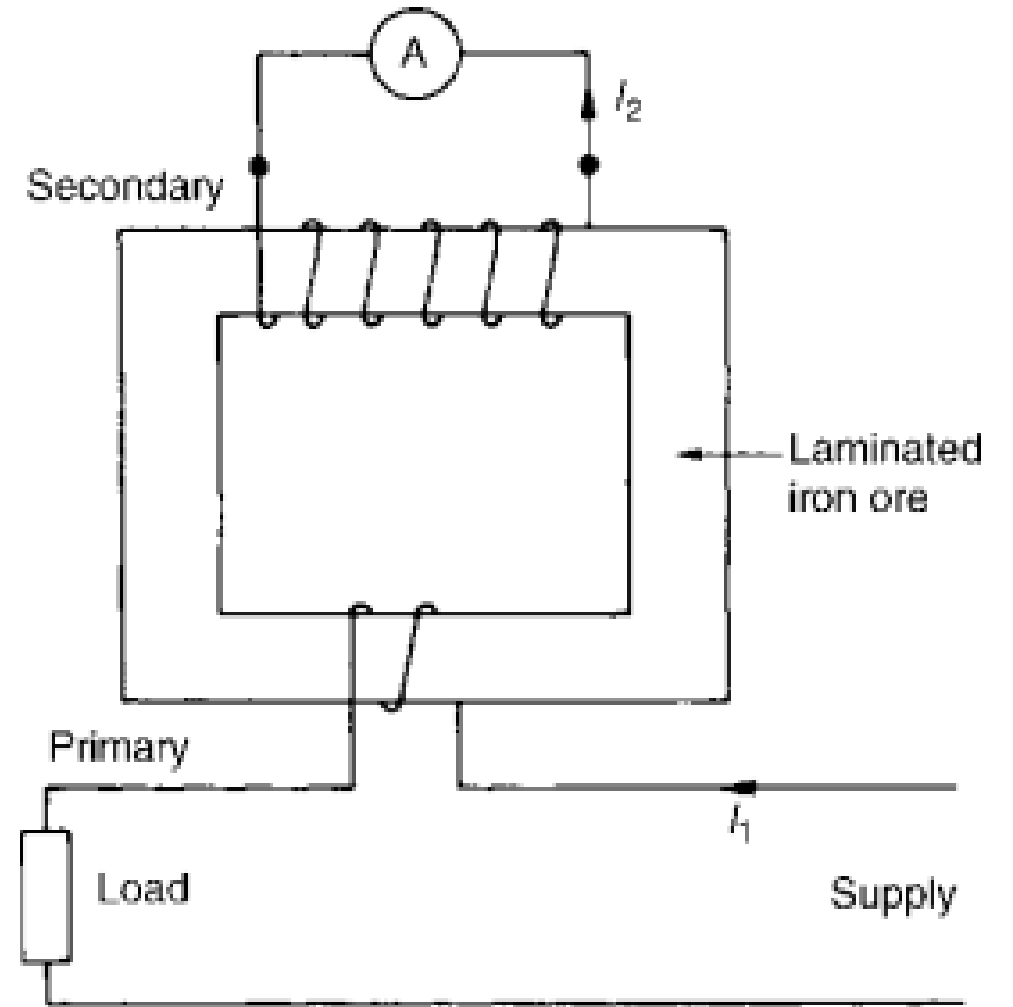 A
I2
Secondary
Laminated
iron ore
Primary
I1
Load
Supply